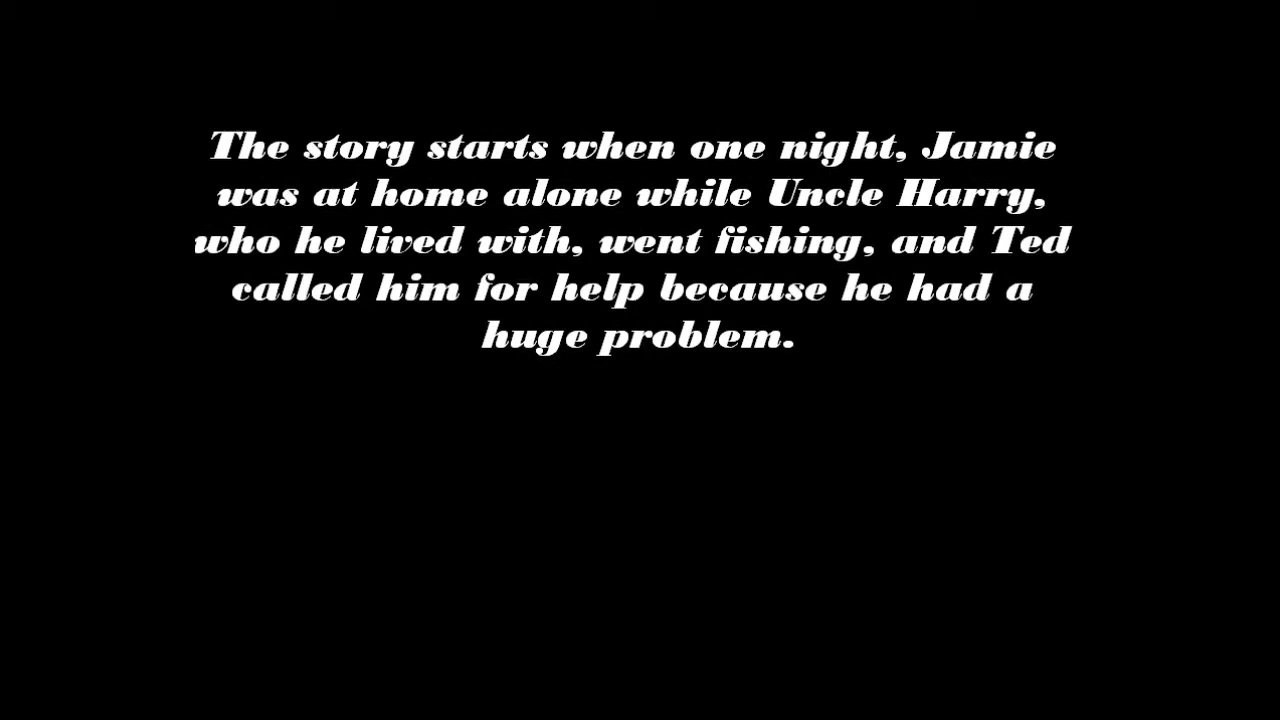 The story starts when one night, Jamie
was at home alone while Uncle Harry,
who he lived with, went fishing, and Ted
called him for help because he had a
huge problem.